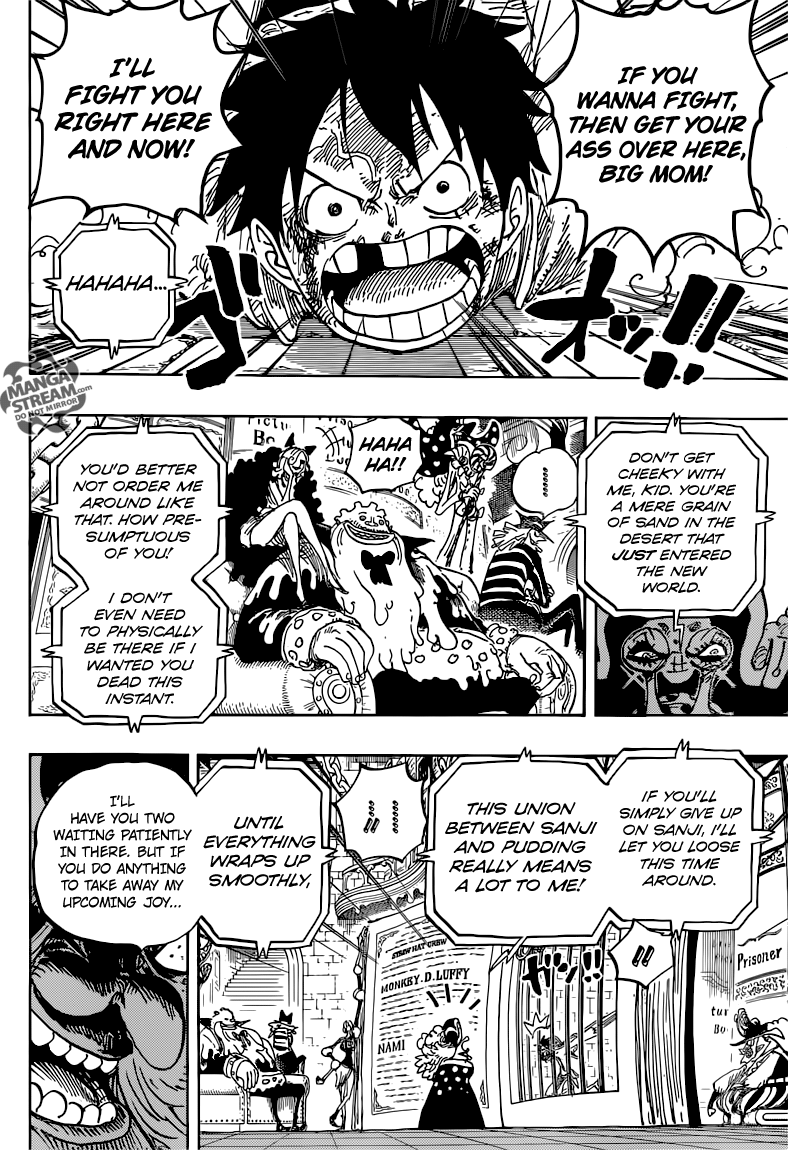 IF YOU
WANNA FIGHT,
THEN GET YOUR
ASS OVER HERE,
BIG MOM!
I'LL
FIGHT YOU
RIGHT HERE
AND NOW!
HAHAHA...
ドン!!
MANGA
STREAM.com
DO NOT MIRROR
DON'T GET
CHEEKY WITH
ME, KID. YOU'RE
A MERE GRAIN
OF SAND IN THE
DESERT THAT
JUST ENTERED
THE NEW
WORLD.
HAHA
HA!!
YOU'D BETTER
NOT ORDER ME
AROUND LIKE
THAT. HOW PRE-
SUMPTUOUS
OF YOU!
I DON'T
EVEN NEED
TO PHYSICALLY
BE THERE IF I
WANTED YOU
DEAD THIS
INSTANT.
IF YOU'LL
SIMPLY GIVE UP
ON SANJI, I'LL
LET YOU LOOSE
THIS TIME
AROUND.
THIS UNION
BETWEEN SANJI
AND PUDDING
REALLY MEANS
A LOT TO ME!
!!
UNTIL
EVERYTHING
WRAPS UP
SMOOTHLY,
!!
ガッ!!
Prisoner
MONKEY.D.LUFFY
NAMI
I'LL
HAVE YOU TWO
WAITING PATIENTLY
IN THERE. BUT IF
YOU DO ANYTHING
TO TAKE AWAY MY
UPCOMING JOY...